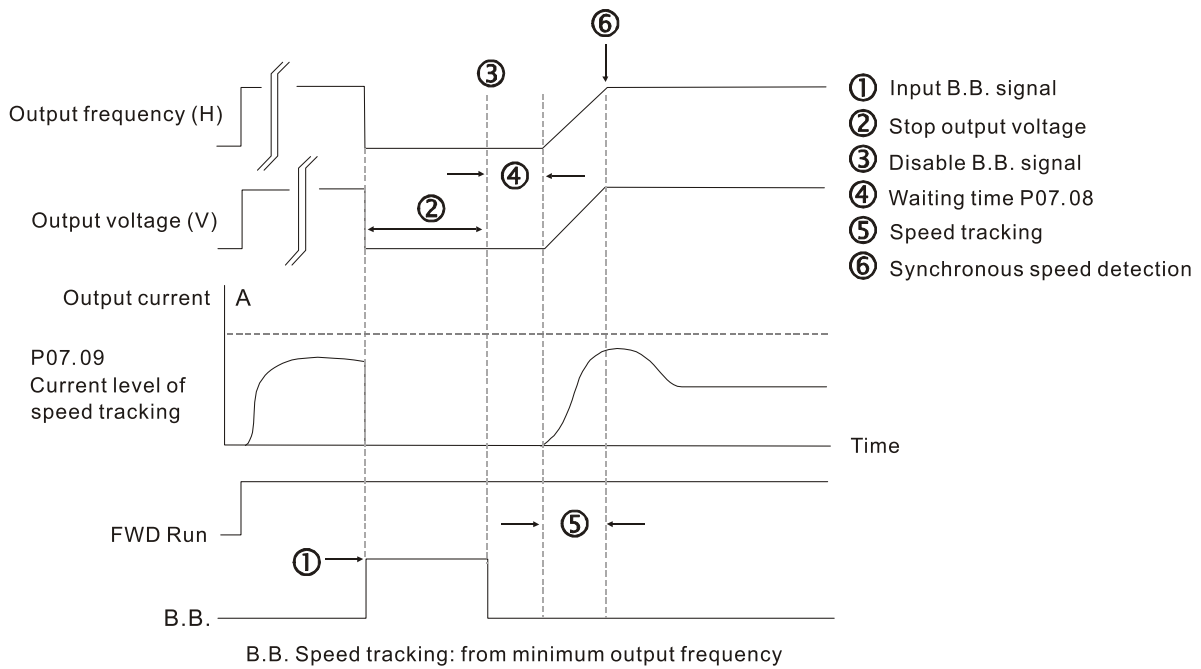 ⑥
③
Output frequency (H)
① Input B.B. signal
② Stop output voltage
③ Disable B.B. signal
④ Waiting time P07.08
⑤ Speed tracking
⑥ Synchronous speed detection
④
Output voltage (V)
②
Output current
A
P07.09
Current level of
speed tracking
Time
FWD Run
⑤
①
B.B.
B.B. Speed tracking: from minimum output frequency